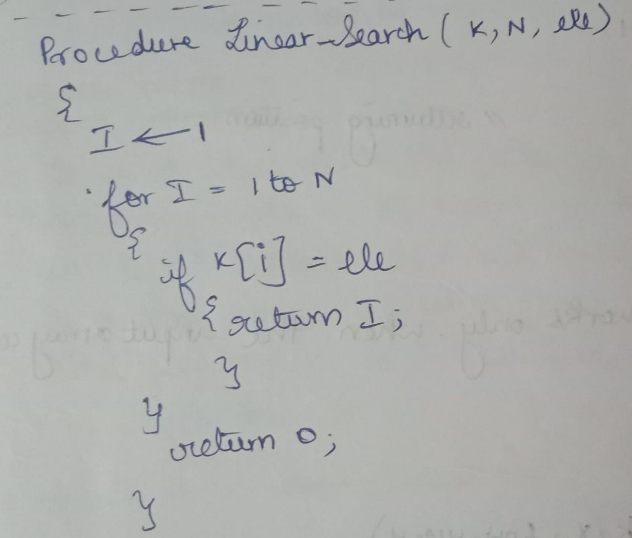 Procedure Linear-Search ( K, N, ele)
{
I ← 1
for I = 1 to N
{
if K[i] = ele
{ return I;
}
}
return 0;
}